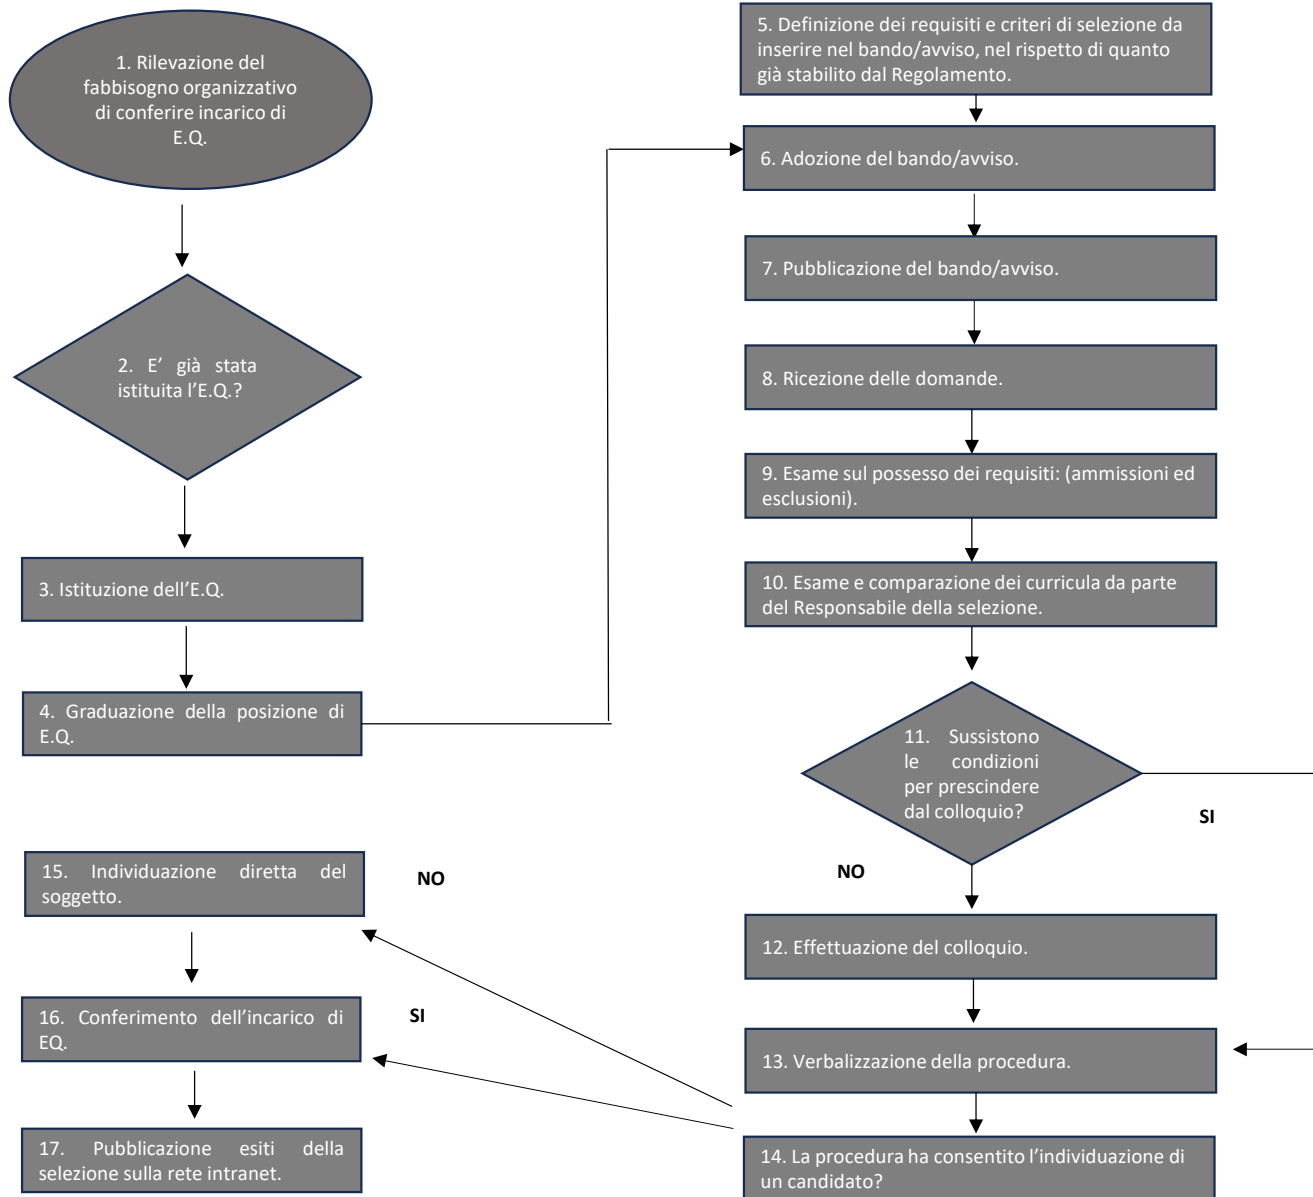 1. Rilevazione del
fabbisogno organizzativo
di conferire incarico di
E.Q.
2. E’ già stata
istituita l’E.Q.?
3. Istituzione dell’E.Q.
4. Graduazione della posizione di
E.Q.
5. Definizione dei requisiti e criteri di selezione da
inserire nel bando/avviso, nel rispetto di quanto
già stabilito dal Regolamento.
6. Adozione del bando/avviso.
7. Pubblicazione del bando/avviso.
8. Ricezione delle domande.
9. Esame sul possesso dei requisiti: (ammissioni ed
esclusioni).
10. Esame e comparazione dei curricula da parte
del Responsabile della selezione.
11. Sussistono
le condizioni
per prescindere
dal colloquio?
SI
NO
12. Effettuazione del colloquio.
13. Verbalizzazione della procedura.
14. La procedura ha consentito l’individuazione di
un candidato?
15. Individuazione diretta del
soggetto.
NO
16. Conferimento dell’incarico di
EQ.
SI
17. Pubblicazione esiti della
selezione sulla rete intranet.